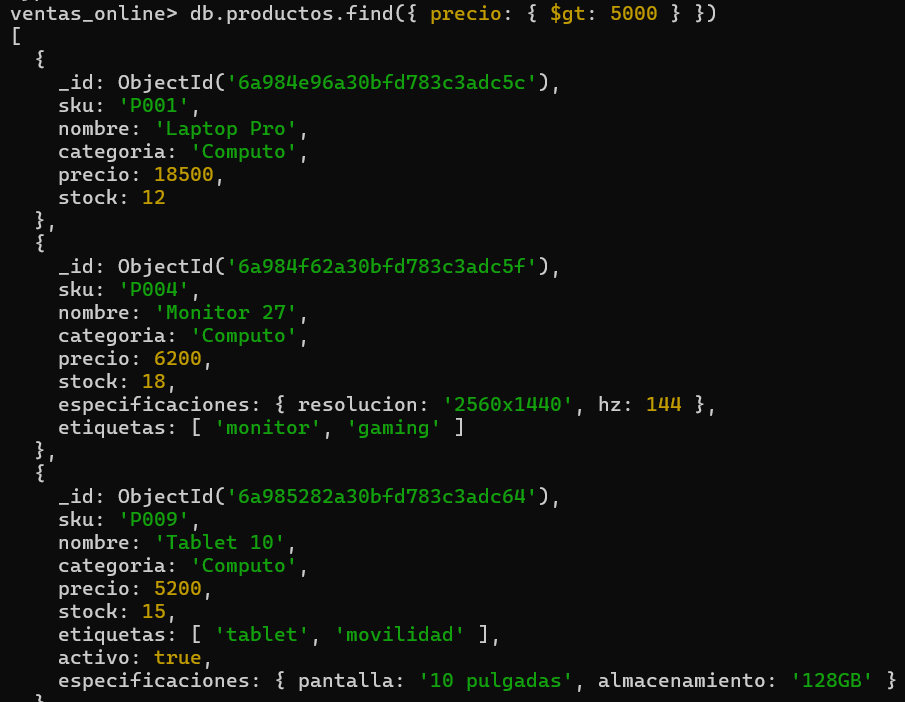 ventas_online> db.productos.find({ precio: { $gt: 5000 } })
[
  {
    _id: ObjectId('6a984e96a30bfd783c3adc5c'),
    sku: 'P001',
    nombre: 'Laptop Pro',
    categoria: 'Computo',
    precio: 18500,
    stock: 12
  },
  {
    _id: ObjectId('6a984f62a30bfd783c3adc5f'),
    sku: 'P004',
    nombre: 'Monitor 27',
    categoria: 'Computo',
    precio: 6200,
    stock: 18,
    especificaciones: { resolucion: '2560x1440', hz: 144 },
    etiquetas: [ 'monitor', 'gaming' ]
  },
  {
    _id: ObjectId('6a985282a30bfd783c3adc64'),
    sku: 'P009',
    nombre: 'Tablet 10',
    categoria: 'Computo',
    precio: 5200,
    stock: 15,
    etiquetas: [ 'tablet', 'movilidad' ],
    activo: true,
    especificaciones: { pantalla: '10 pulgadas', almacenamiento: '128GB' }